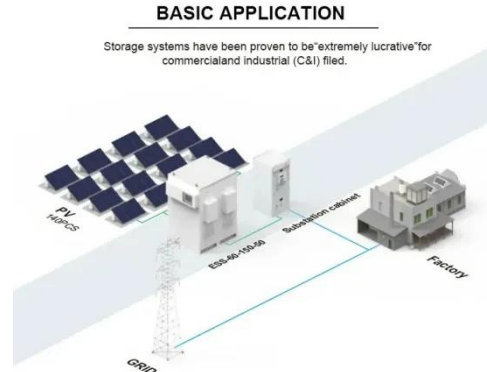 BASIC APPLICATION
Storage systems have been proven to be“extremely lucrative”for
commercialand industrial (C&I) filed.
PV
140PCS
ESS-60-150-50
Substation cabinet
Factory
GRID